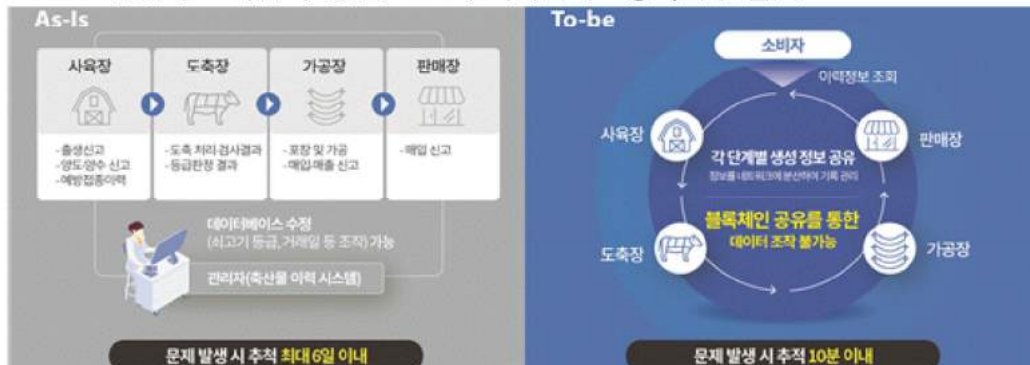 As-Is
사육장
도축장
가공장
판매장
-출생신고
-양도·양수 신고
-예방접종이력
-도축 처리·검사결과
-등급판정 결과
-포장 및 가공
-매입·매출 신고
-매입 신고
데이터베이스 수정
(쇠고기 등급, 거래일 등 조작) 가능
관리자(축산물 이력 시스템)
문제 발생 시 추척 최대 6일 이내
To-be
소비자
이력정보 조회
사육장
판매장
각 단계별 생성 정보 공유
정보를 네트워크에 분산하여 기록 관리
블록체인 공유를 통한
데이터 조작 불가능
도축장
가공장
문제 발생 시 추적 10분 이내